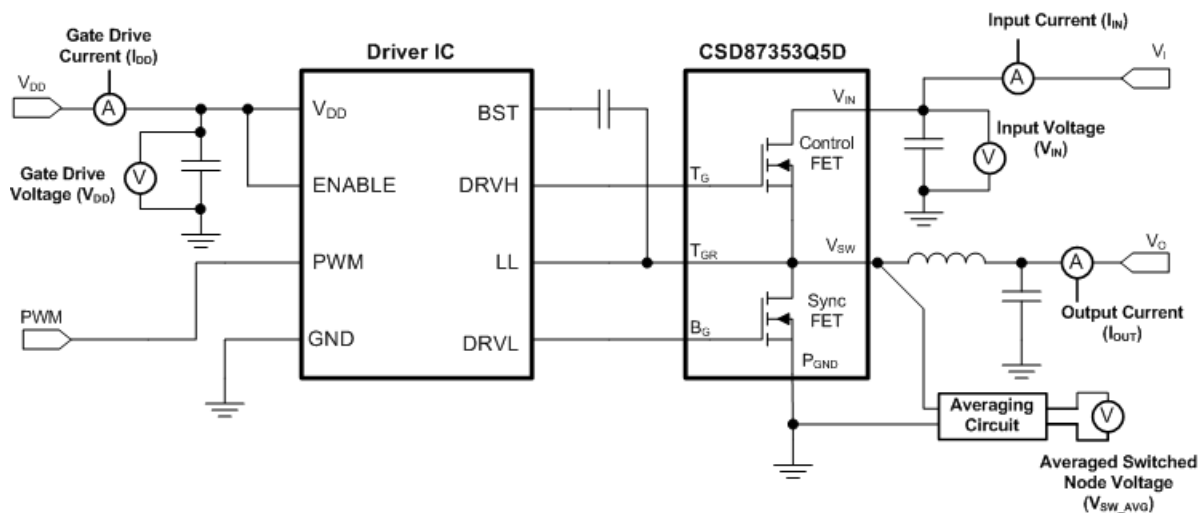 Gate Drive
Current (IDD)
Driver IC
CSD87353Q5D
Input Current (IIN)
VDD
A
VDD
BST
VIN
A
VI
Gate Drive
Voltage (VDD)
V
ENABLE
DRVH
TG
Control
FET
V
Input Voltage
(VIN)
PWM
LL
TGR
VSW
A
VO
PWM
GND
DRVL
BG
Sync
FET
PGND
Output Current
(IOUT)
Averaging
Circuit
V
Averaged Switched
Node Voltage
(VSW_AVG)